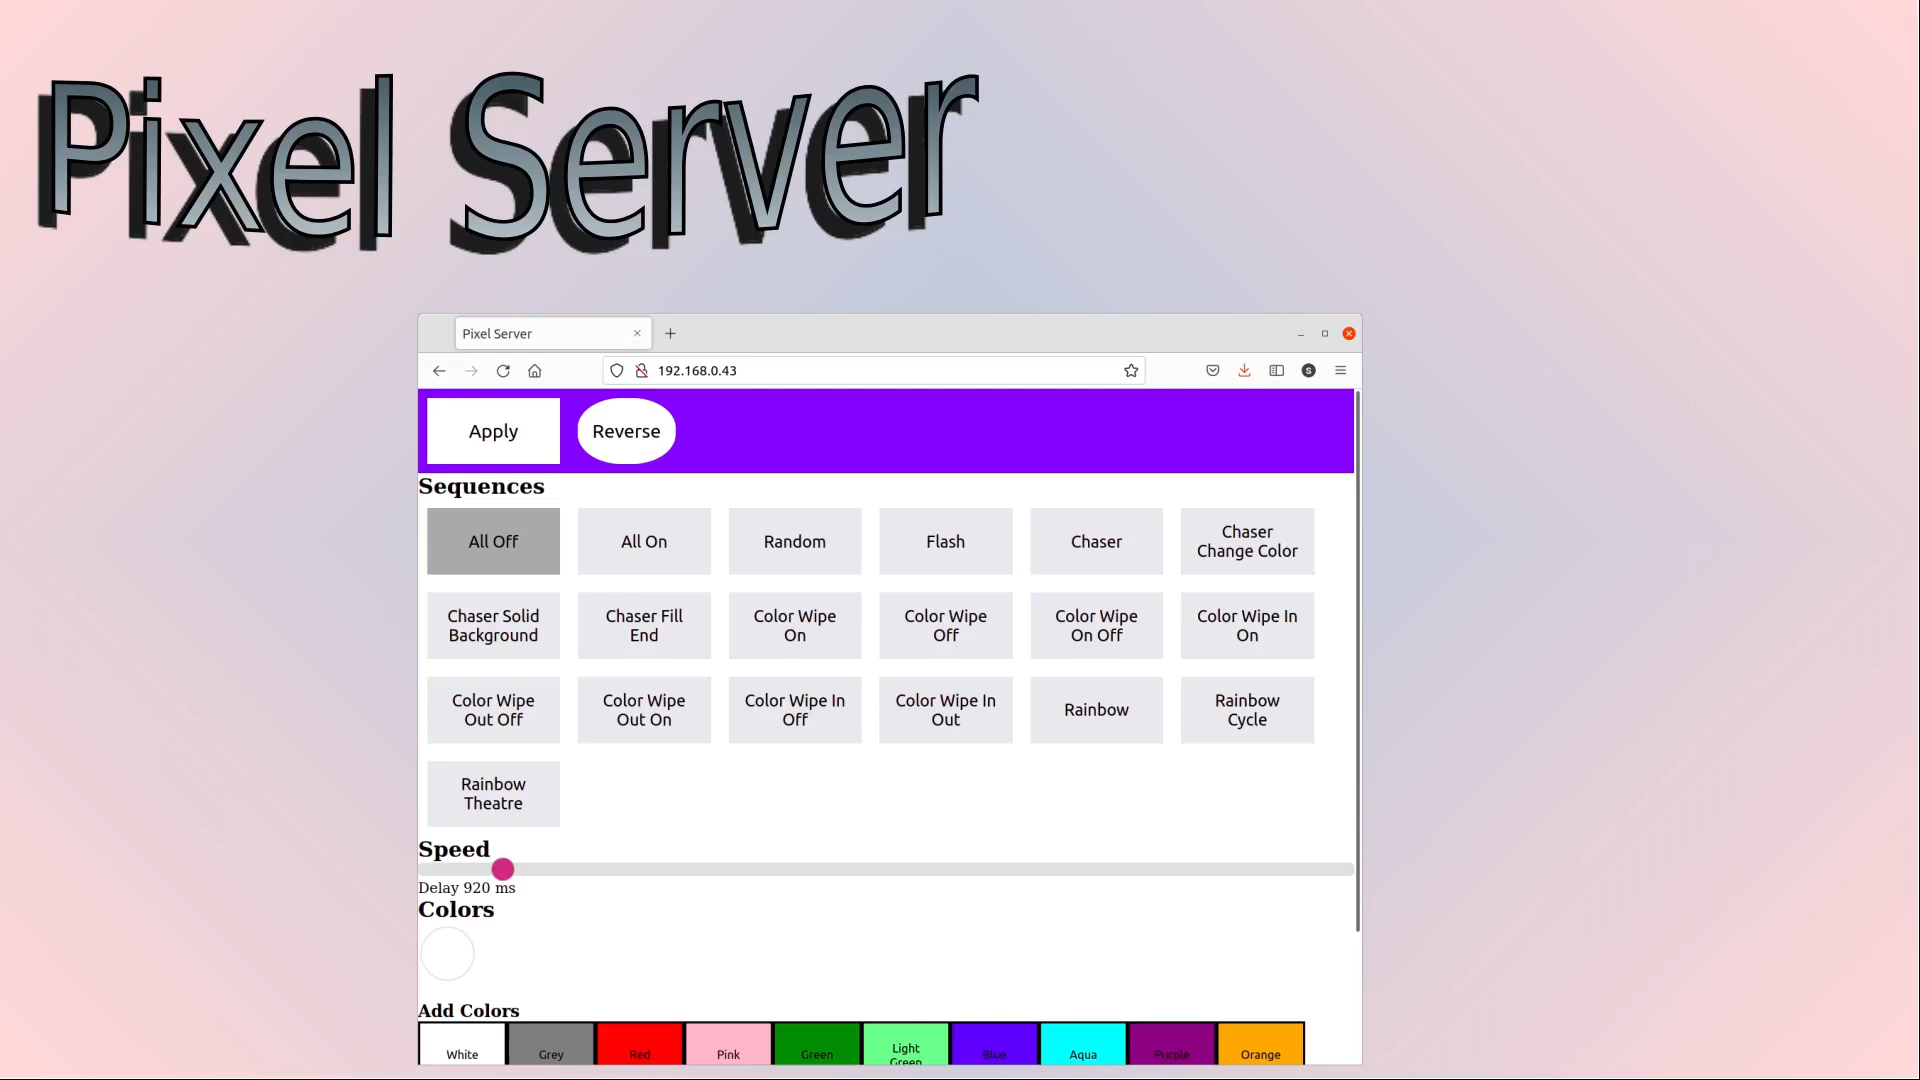 Pixel Server
Pixel Server
192.168.0.43
S
Apply
Reverse
Sequences
All Off
All On
Random
Flash
Chaser
Chaser
Change Color
Chaser Solid
Background
Chaser Fill
End
Color Wipe
On
Color Wipe
Off
Color Wipe
On Off
Color Wipe In
On
Color Wipe
Out Off
Color Wipe
Out On
Color Wipe In
Off
Color Wipe In
Out
Rainbow
Rainbow
Cycle
Rainbow
Theatre
Speed
Delay 920 ms
Colors
Add Colors
White
Grey
Red
Pink
Green
Light
Green
Blue
Aqua
Purple
Orange